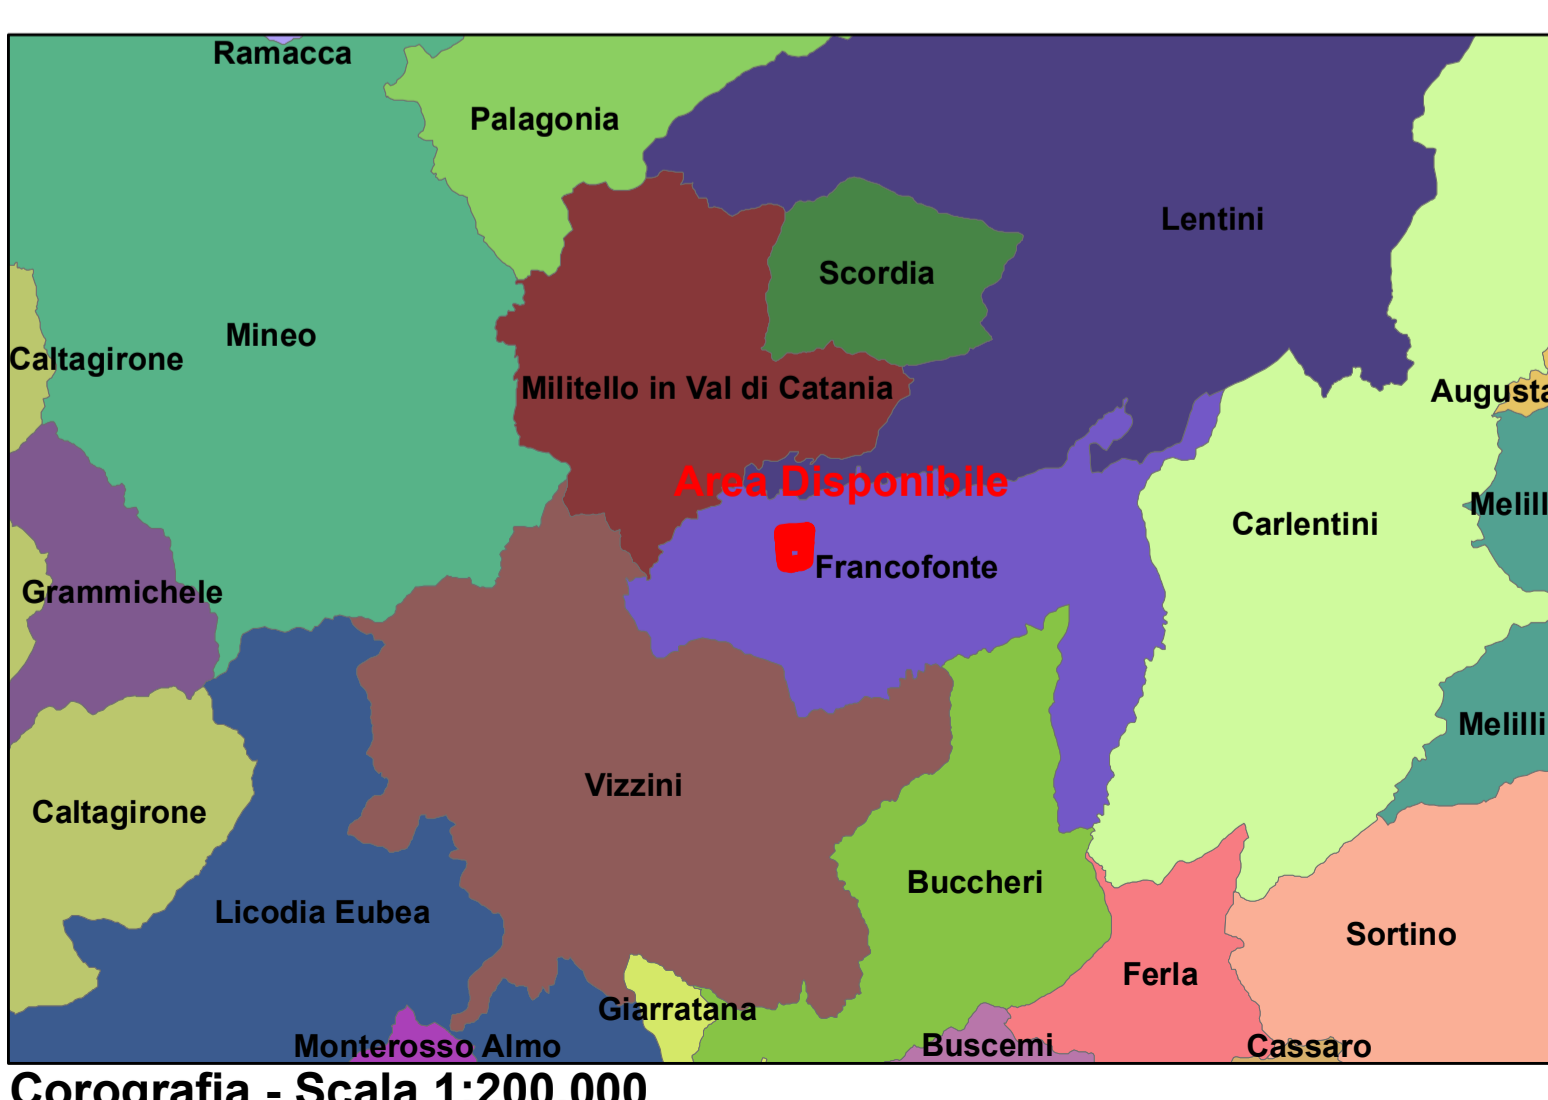 Ramacca
Palagonia
Lentini
Scordia
Mineo
Caltagirone
Militello in Val di Catania
Augusta
Area Disponibile
Melilli
Carlentini
Francofonte
Grammichele
Melilli
Vizzini
Caltagirone
Buccheri
Licodia Eubea
Sortino
Ferla
Giarratana
Monterosso Almo
Buscemi
Cassaro
Corografia - Scala 1:200.000